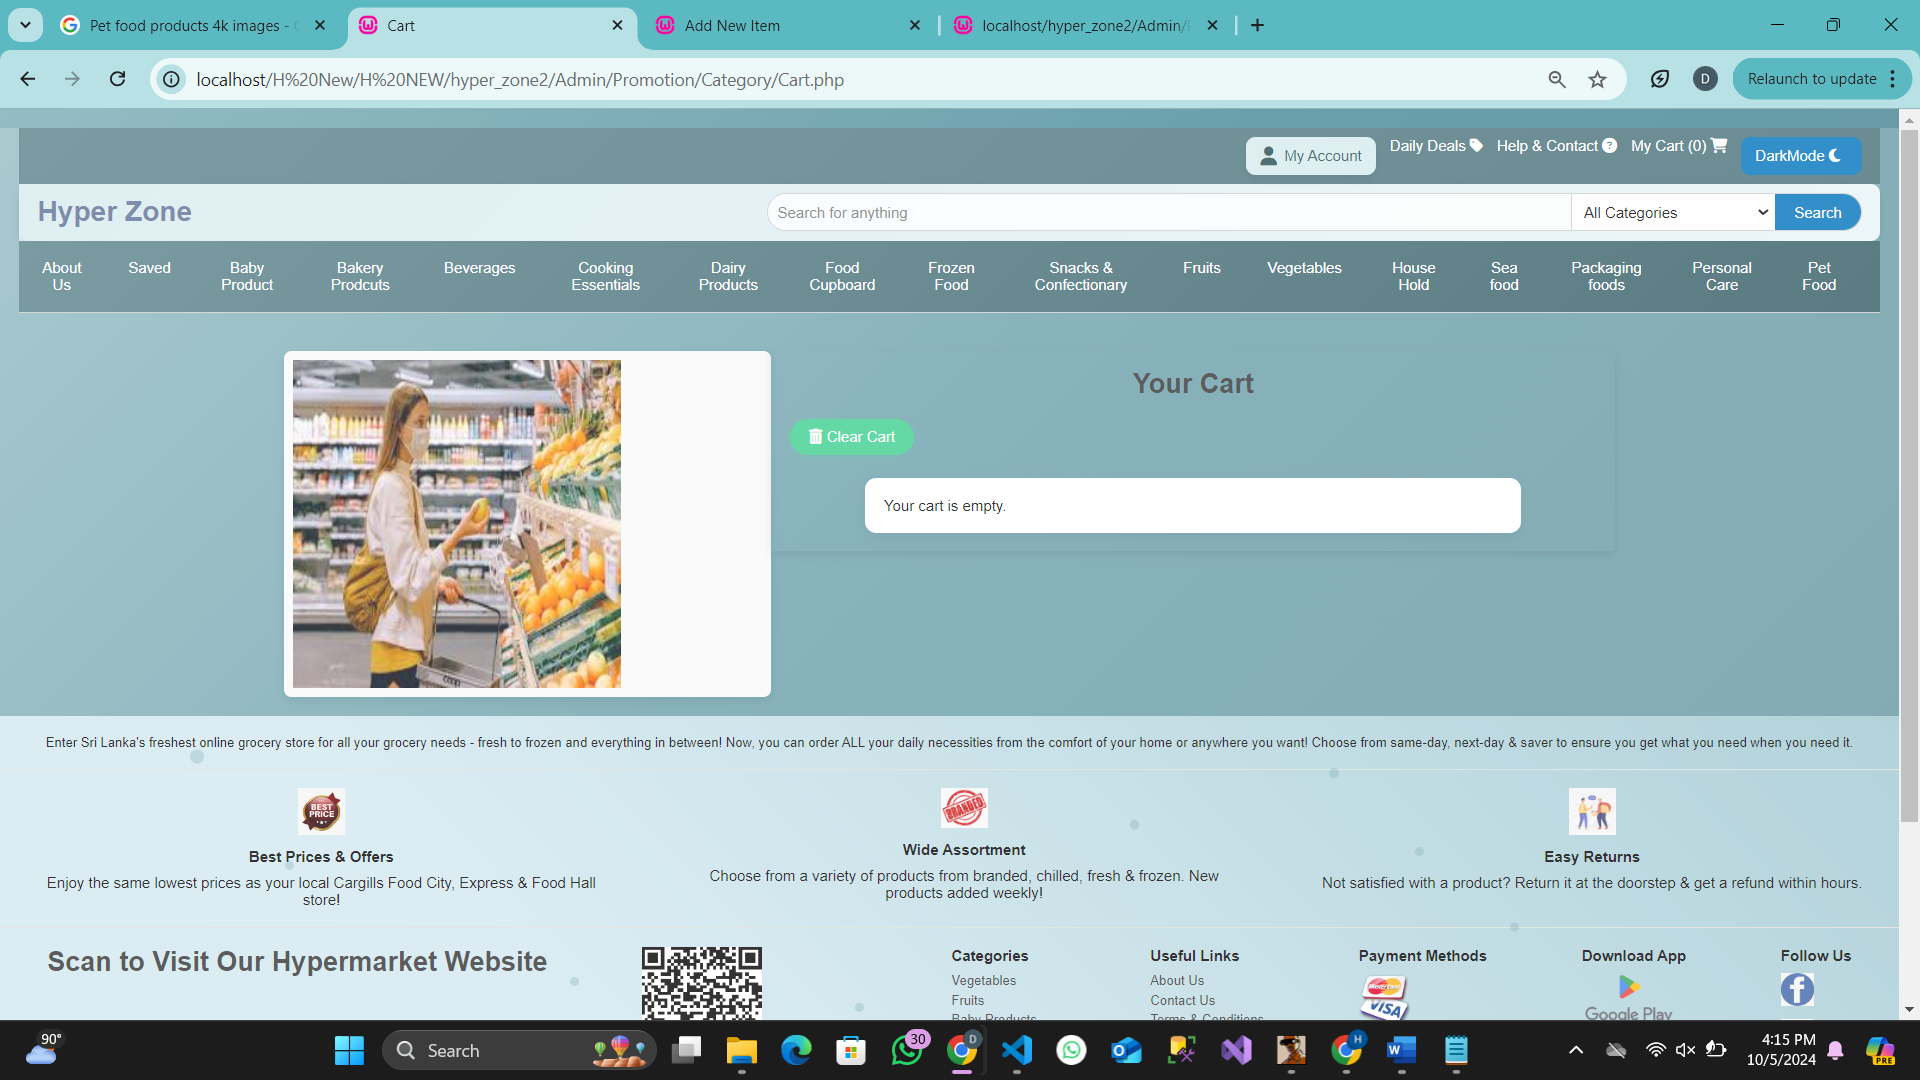 Pet food products 4k images -
Cart
Add New Item
localhost/hyper_zone2/Admin/
localhost/H%20New/H%20NEW/hyper_zone2/Admin/Promotion/Category/Cart.php
D
Relaunch to update
My Account
Daily Deals
Help & Contact ?
My Cart (0)
DarkMode
Hyper Zone
Search for anything
All Categories
Search
About Us
Saved
Baby Product
Bakery Prodcuts
Beverages
Cooking Essentials
Dairy Products
Food Cupboard
Frozen Food
Snacks & Confectionary
Fruits
Vegetables
House Hold
Sea food
Packaging foods
Personal Care
Pet Food
Your Cart
Clear Cart
Your cart is empty.
Enter Sri Lanka's freshest online grocery store for all your grocery needs - fresh to frozen and everything in between! Now, you can order ALL your daily necessities from the comfort of your home or anywhere you want! Choose from same-day, next-day & saver to ensure you get what you need when you need it.
BEST PRICE
BRANDED
Best Prices & Offers
Enjoy the same lowest prices as your local Cargills Food City, Express & Food Hall
store!
Wide Assortment
Choose from a variety of products from branded, chilled, fresh & frozen. New
products added weekly!
Easy Returns
Not satisfied with a product? Return it at the doorstep & get a refund within hours.
Scan to Visit Our Hypermarket Website
Categories
Vegetables
Fruits
Baby Products
Useful Links
About Us
Contact Us
Terms & Conditions
Payment Methods
VISA
Download App
Google Play
Follow Us
90°
Search
30
D
H
4:15 PM
10/5/2024
PRE